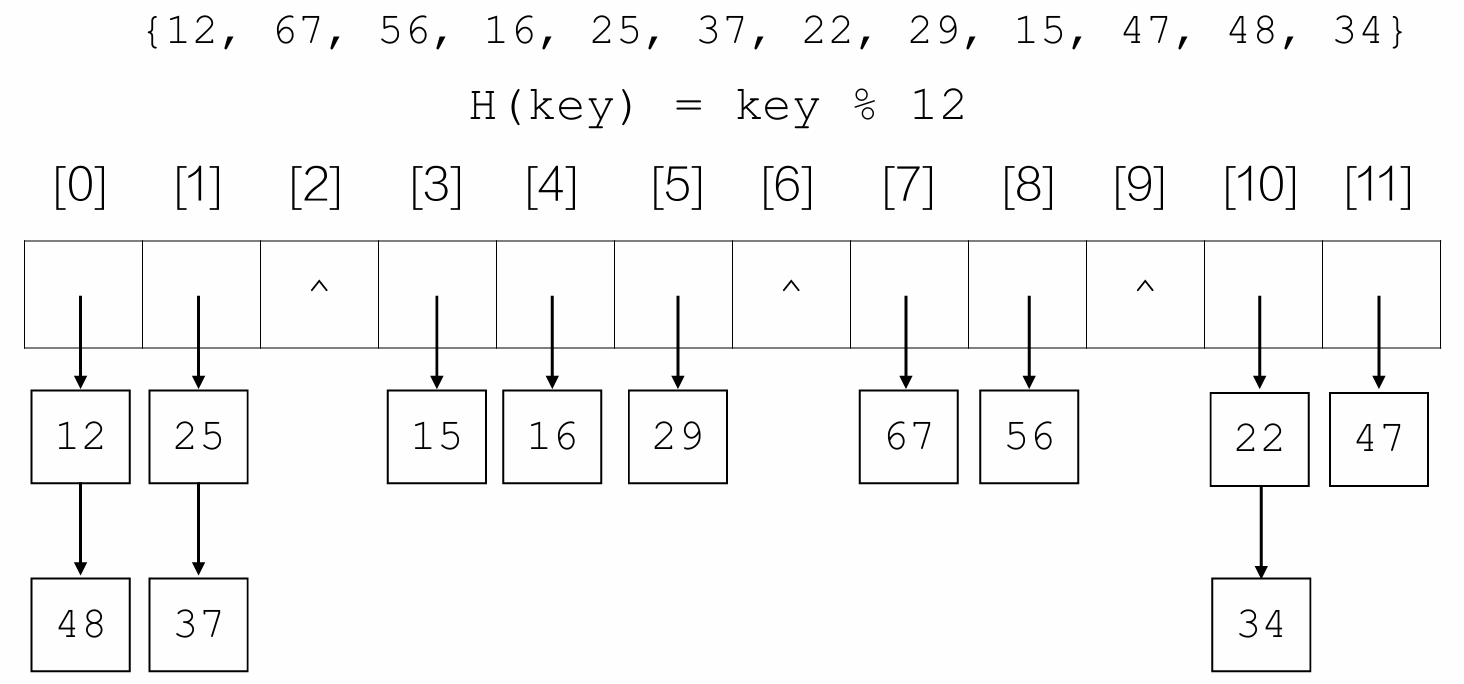 {12, 67, 56, 16, 25, 37, 22, 29, 15, 47, 48, 34}
H(key) = key % 12
[0] [1] [2] [3] [4] [5] [6] [7] [8] [9] [10] [11]
^ ^ ^
12 25 15 16 29 67 56 22 47
48 37 34